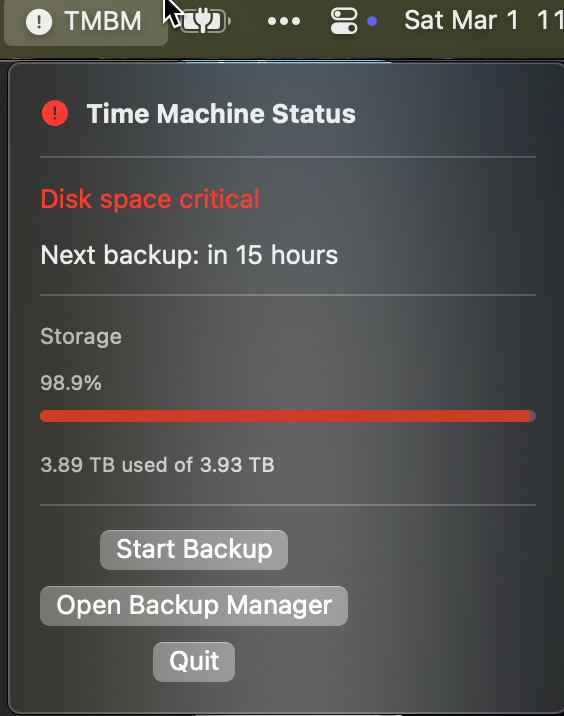 TMBM
Sat Mar 1 11
Time Machine Status
Disk space critical
Next backup: in 15 hours
Storage
98.9%
3.89 TB used of 3.93 TB
Start Backup
Open Backup Manager
Quit